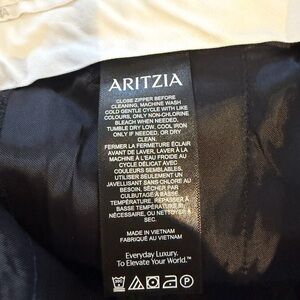 ARITZIA
CLOSE ZIPPER BEFORE
CLEANING, MACHINE WASH
COLD GENTLE CYCLE WITH LIKE
COLOURS, ONLY NON-CHLORINE
BLEACH WHEN NEEDED,
TUMBLE DRY LOW, COOL IRON
ONLY IF NEEDED, OR DRY
CLEAN.
FERMER LA FERMETURE ÉCLAIR
AVANT DE LAVER, LAVER À LA
MACHINE À L'EAU FROIDE AU
CYCLE DÉLICAT AVEC
COULEURS SEMBLABLES,
UTILISER SEULEMENT UN
JAVELLISANT SANS CHLORE AU
BESOIN, SÉCHER PAR
CULBUTAGE À BASSE
TEMPÉRATURE, REPASSER À
BASSE TEMPÉRATURE SI
NÉCESSAIRE, OU NETTOYER À
SEC.
MADE IN VIETNAM
FABRIQUÉ AU VIETNAM
Everyday Luxury.
To Elevate Your World.™